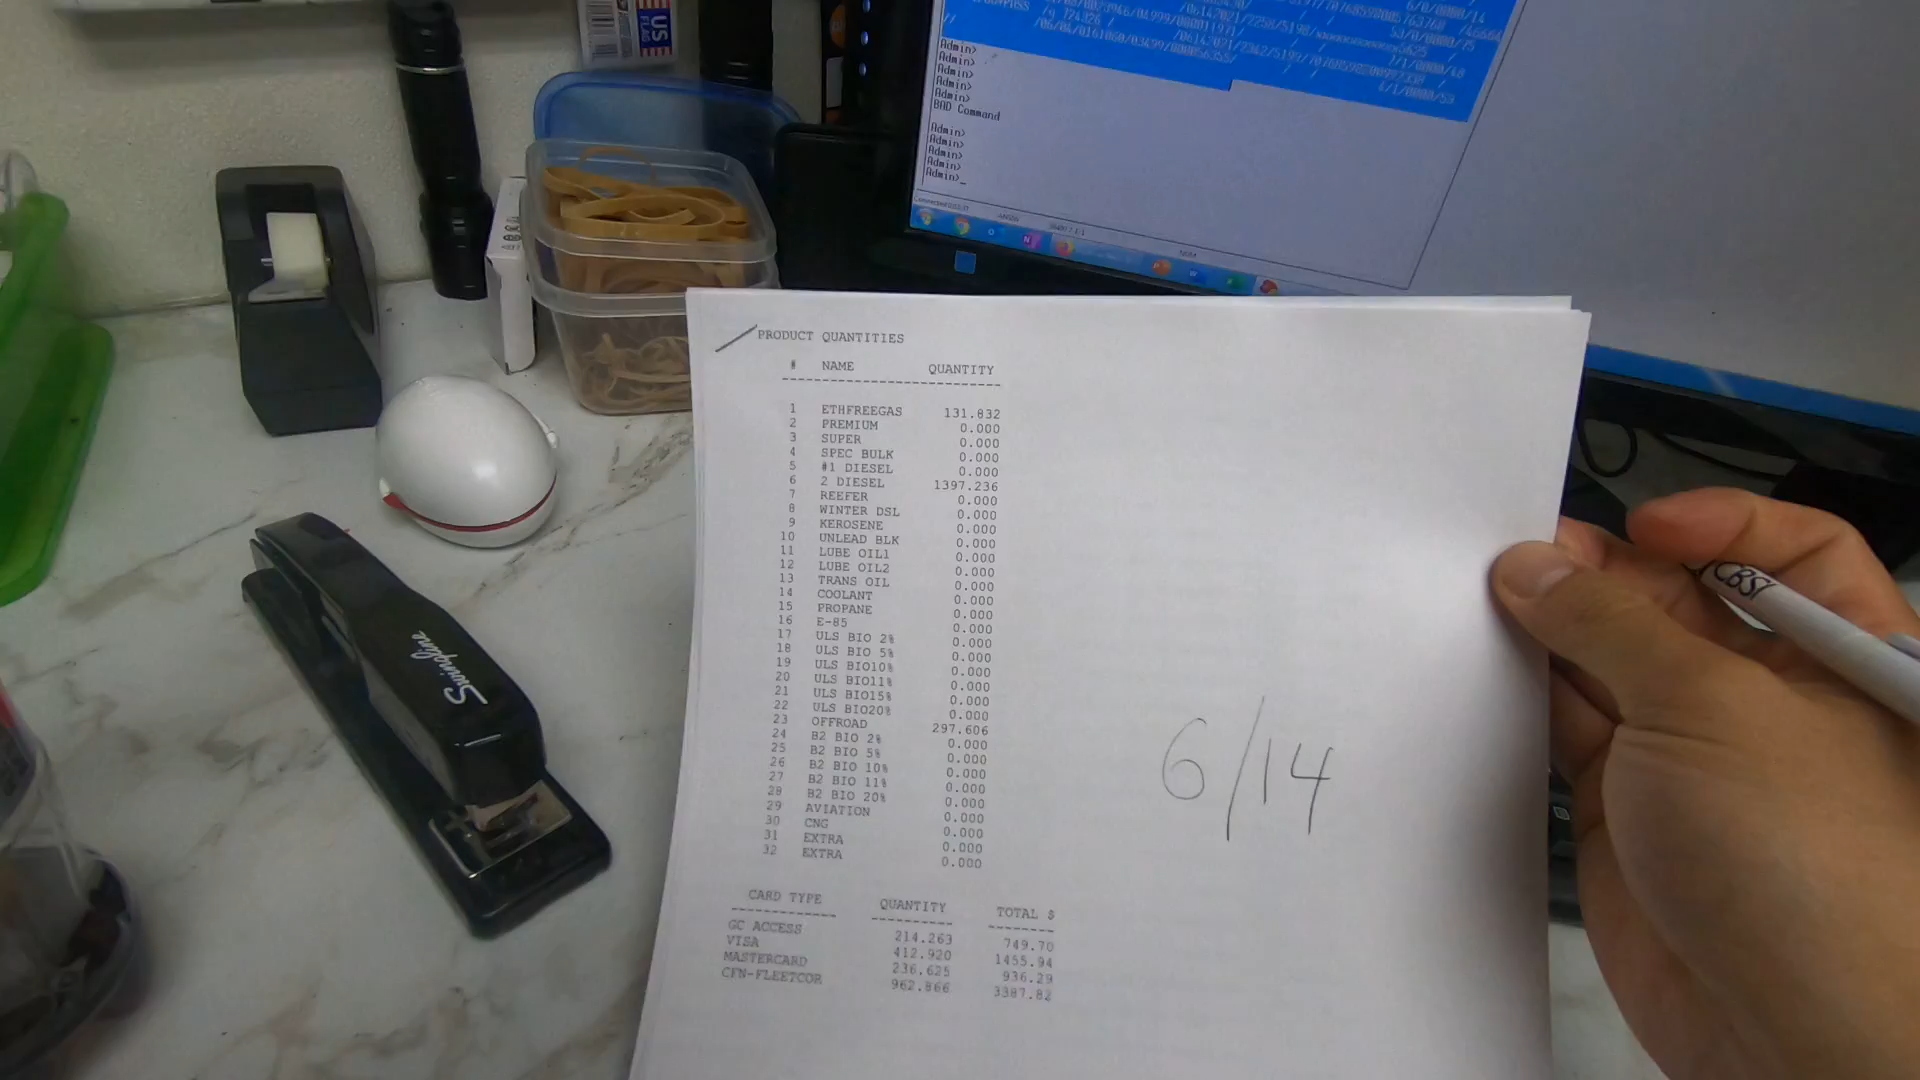 US
FLAG
Admin>
Admin>
Admin>
Admin>
Admin>
BAD Command
Admin>
Admin>
Admin>
Admin>
Admin>_
Swingline
PRODUCT QUANTITIES
# NAME QUANTITY
1 ETHFREEGAS 131.832
2 PREMIUM 0.000
3 SUPER 0.000
4 SPEC BULK 0.000
5 #1 DIESEL 0.000
6 2 DIESEL 1397.236
7 REEFER 0.000
8 WINTER DSL 0.000
9 KEROSENE 0.000
10 UNLEAD BLK 0.000
11 LUBE OIL1 0.000
12 LUBE OIL2 0.000
13 TRANS OIL 0.000
14 COOLANT 0.000
15 PROPANE 0.000
16 E-85 0.000
17 ULS BIO 2% 0.000
18 ULS BIO 5% 0.000
19 ULS BIO10% 0.000
20 ULS BIO11% 0.000
21 ULS BIO15% 0.000
22 ULS BIO20% 0.000
23 OFFROAD 297.606
24 B2 BIO 2% 0.000
25 B2 BIO 5% 0.000
26 B2 BIO 10% 0.000
27 B2 BIO 11% 0.000
28 B2 BIO 20% 0.000
29 AVIATION 0.000
30 CNG 0.000
31 EXTRA 0.000
32 EXTRA 0.000
6/14
CARD TYPE QUANTITY TOTAL $
GC ACCESS 214.263 749.70
VISA 412.920 1455.94
MASTERCARD 236.625 936.29
CFN-FLEETCOR 962.866 3387.82
CBSI